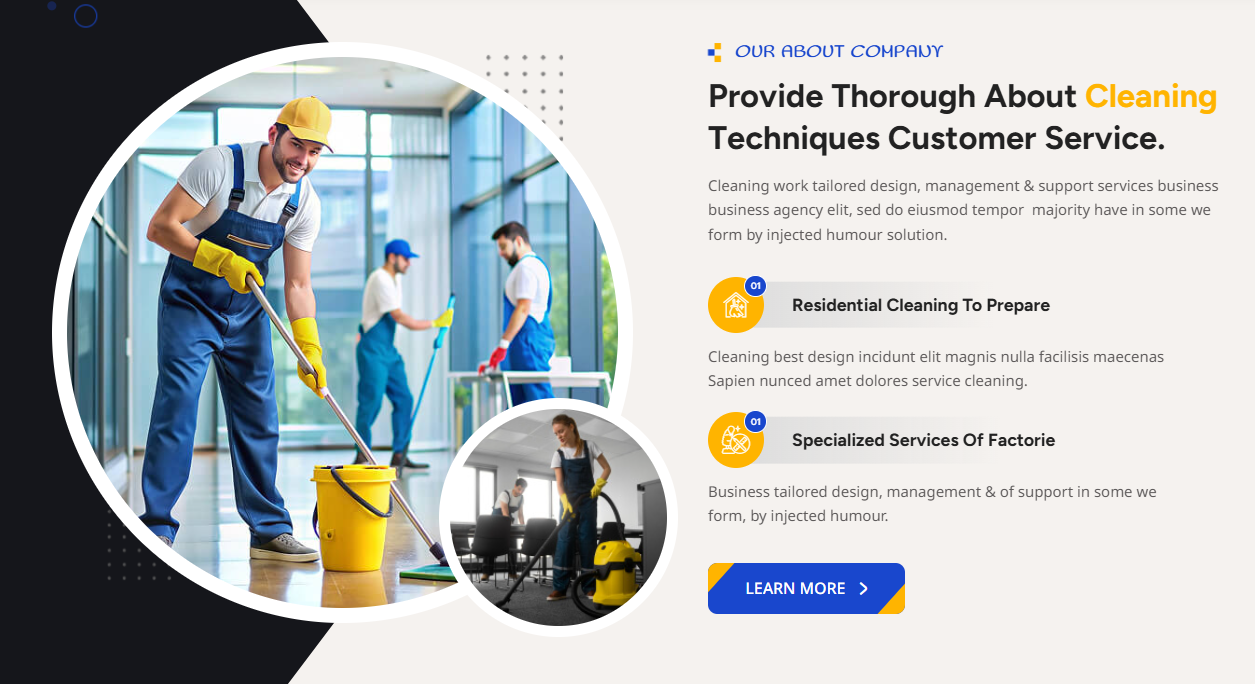 OUR ABOUT COMPANY
Provide Thorough About Cleaning
Techniques Customer Service.
Cleaning work tailored design, management & support services business
business agency elit, sed do eiusmod tempor  majority have in some we
form by injected humour solution.
01
Residential Cleaning To Prepare
Cleaning best design incidunt elit magnis nulla facilisis maecenas
Sapien nunced amet dolores service cleaning.
01
Specialized Services Of Factorie
Business tailored design, management & of support in some we
form, by injected humour.
LEARN MORE